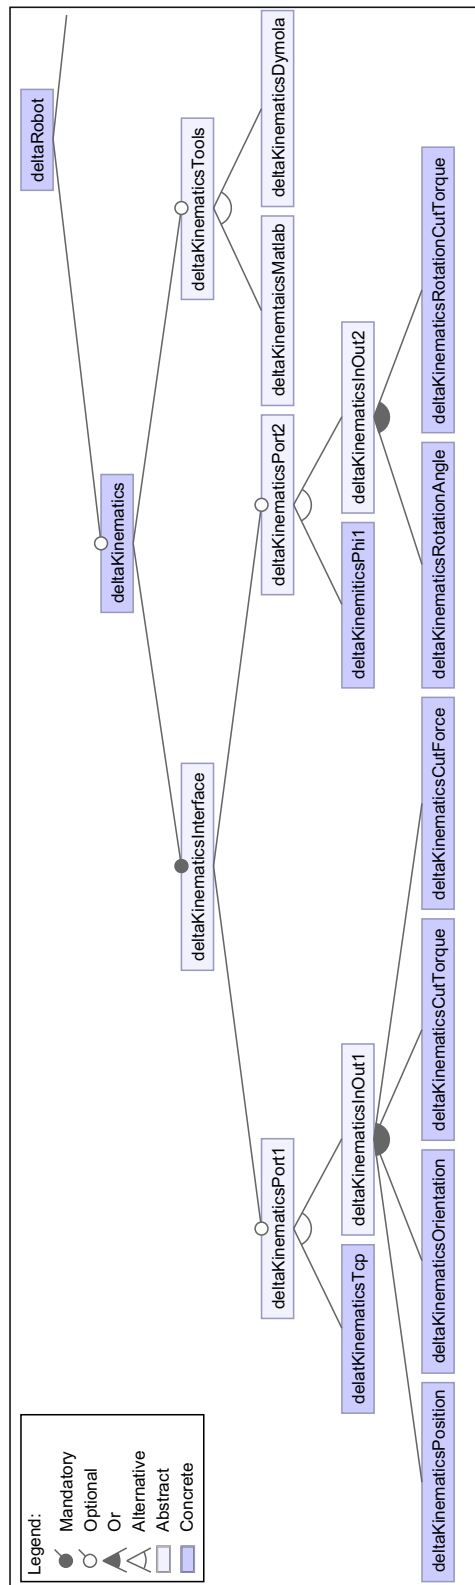 deltaRobot
deltaKinematics
deltaKinematicsInterface
deltaKinematicsTools
deltaKinematicsPort1
deltaKinematicsPort2
deltaKinemtaicsMatlab
deltaKinematicsDymola
delatKinematicsTcp
deltaKinematicsInOut1
deltaKinemiticsPhi1
deltaKinematicsInOut2
deltaKinematicsPosition
deltaKinematicsOrientation
deltaKinematicsCutTorque
deltaKinematicsCutForce
deltaKinematicsRotationAngle
deltaKinematicsRotationCutTorque
Legend:
Mandatory
Optional
Or
Alternative
Abstract
Concrete